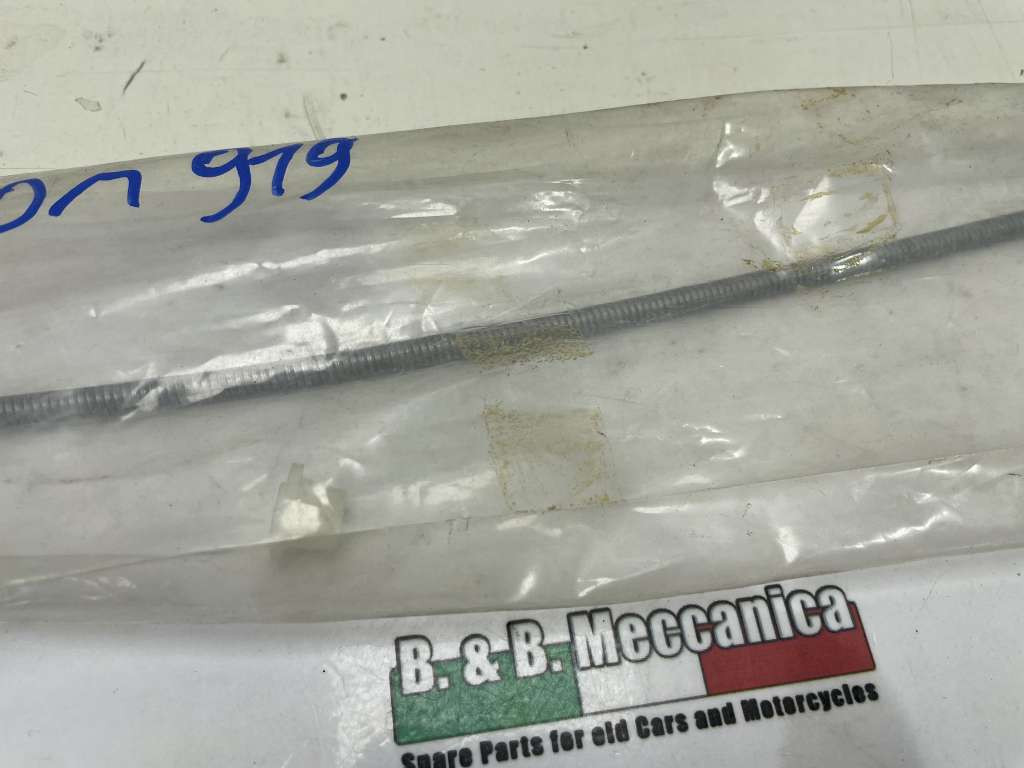 919
B. & B. Meccanica
Spare Parts for old Cars and Motorcycles